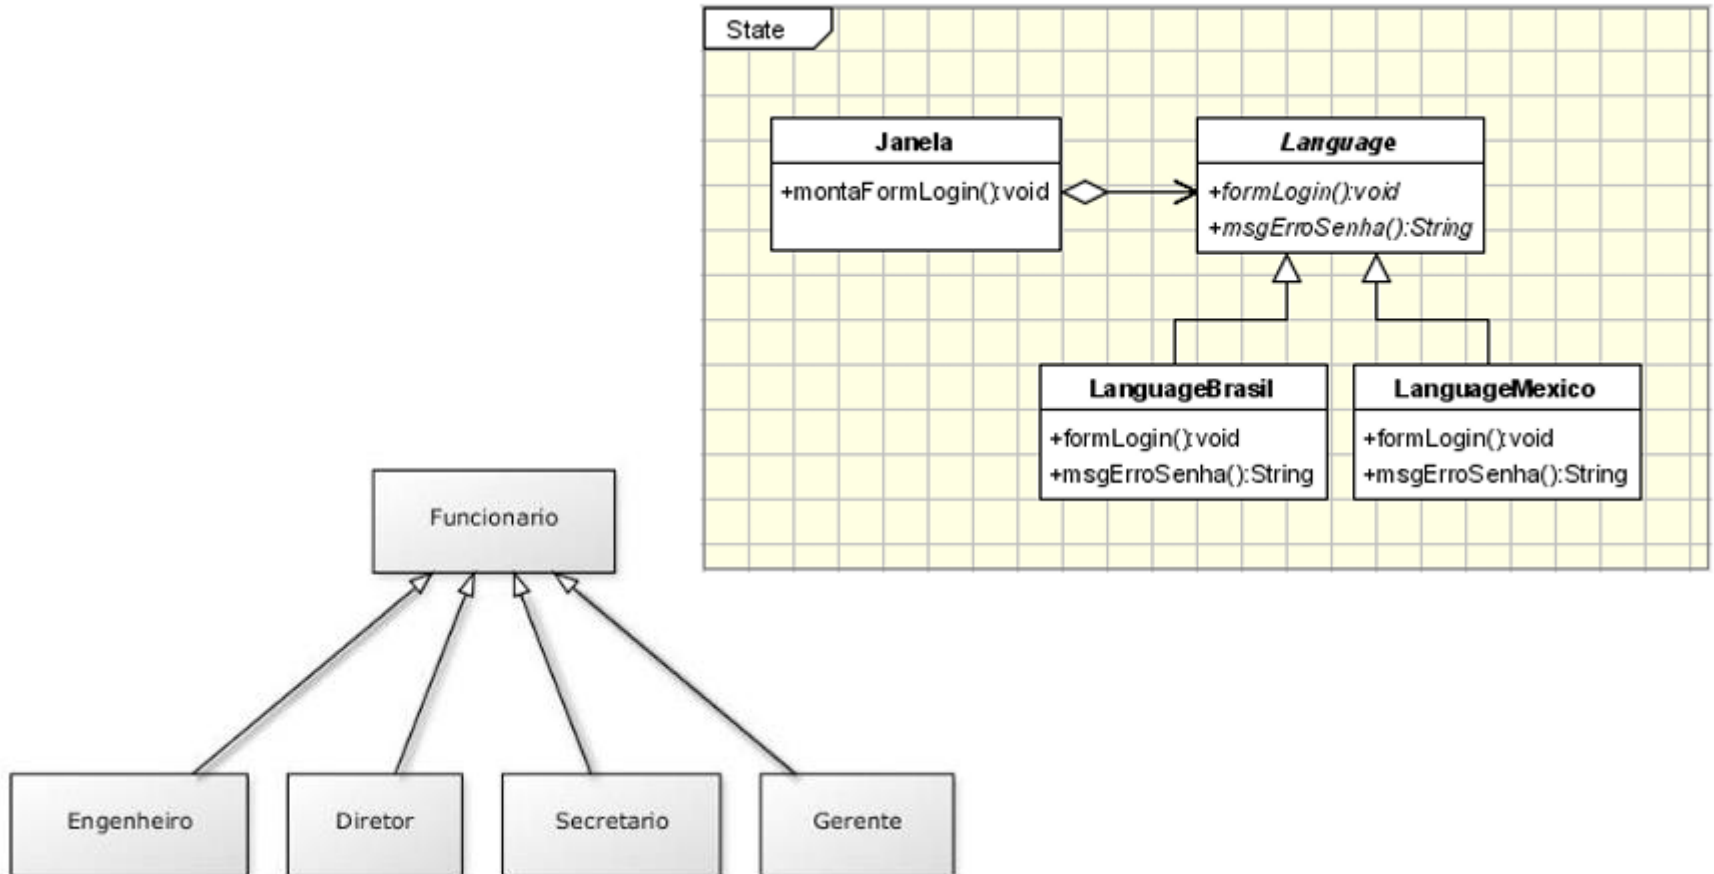 State
Janela
+montaFormLogin():void
Language
+formLogin():void
+msgErroSenha():String
LanguageBrasil
+formLogin():void
+msgErroSenha():String
LanguageMexico
+formLogin():void
+msgErroSenha():String
Funcionario
Engenheiro
Diretor
Secretario
Gerente